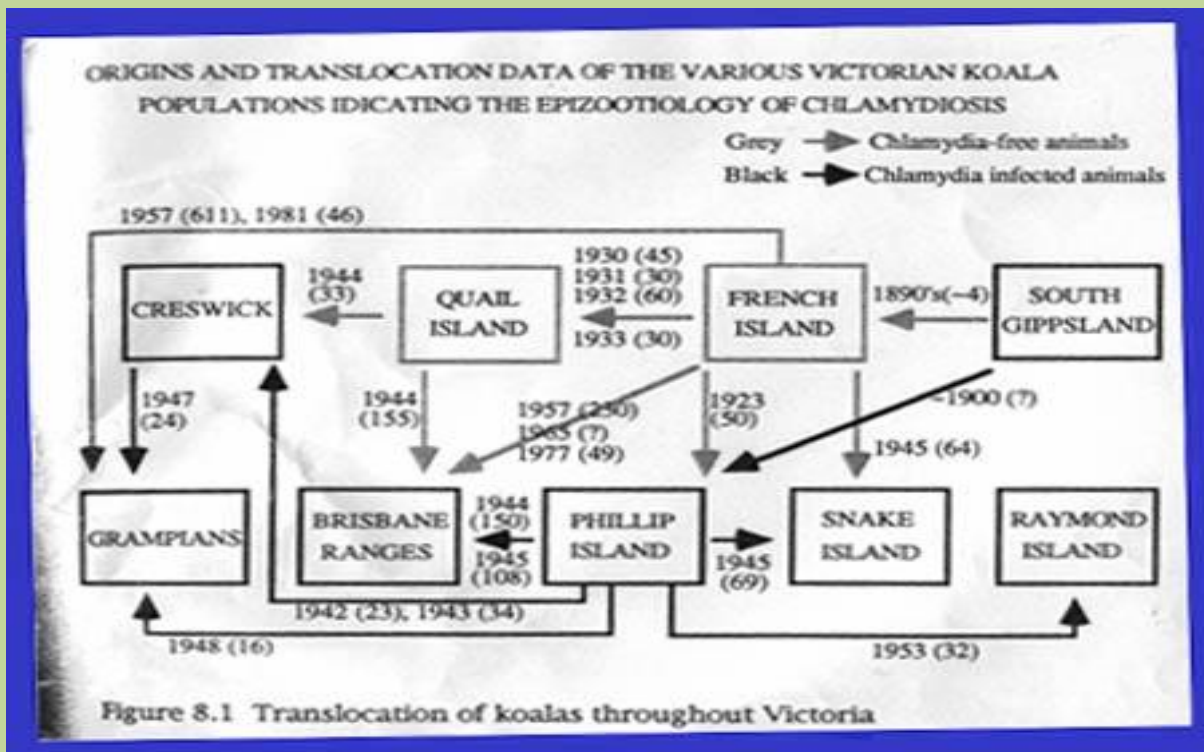 ORIGINS AND TRANSLOCATION DATA OF THE VARIOUS VICTORIAN KOALA
POPULATIONS IDICATING THE EPIZOOTIOLOGY OF CHLAMYDIOSIS
Grey Chlamydia-free animals
Black Chlamydia infected animals
1957 (611), 1981 (46)
CRESWICK
1944
(33)
QUAIL
ISLAND
1930 (45)
1931 (30)
1932 (60)
1933 (30)
FRENCH
ISLAND
1890's(~4)
SOUTH
GIPPSLAND
1947
(24)
1944
(155)
1957 (230)
1965 (?)
1977 (49)
1923
(50)
~1900 (?)
1945 (64)
GRAMPIANS
BRISBANE
RANGES
1944
(150)
1945
(108)
PHILLIP
ISLAND
1945
(69)
SNAKE
ISLAND
RAYMOND
ISLAND
1942 (23), 1943 (34)
1948 (16)
1953 (32)
Figure 8.1 Translocation of koalas throughout Victoria